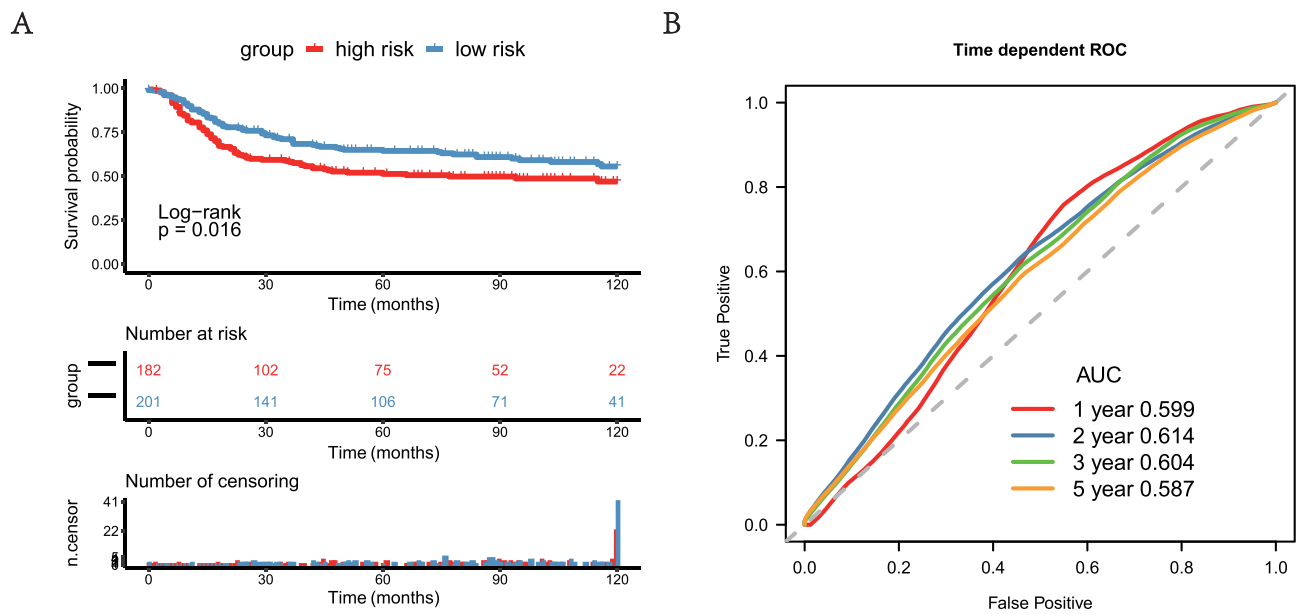 A
group high risk low risk
Survival probability
1.00
0.75
0.50
0.25
0.00
Log−rank
p = 0.016
0 30 60 90 120
Time (months)
Number at risk
group
182 102 75 52 22
201 141 106 71 41
0 30 60 90 120
Time (months)
Number of censoring
n.censor
41
22
0 30 60 90 120
Time (months)
B
Time dependent ROC
True Positive
1.0
0.8
0.6
0.4
0.2
0.0
AUC
1 year 0.599
2 year 0.614
3 year 0.604
5 year 0.587
0.0 0.2 0.4 0.6 0.8 1.0
False Positive